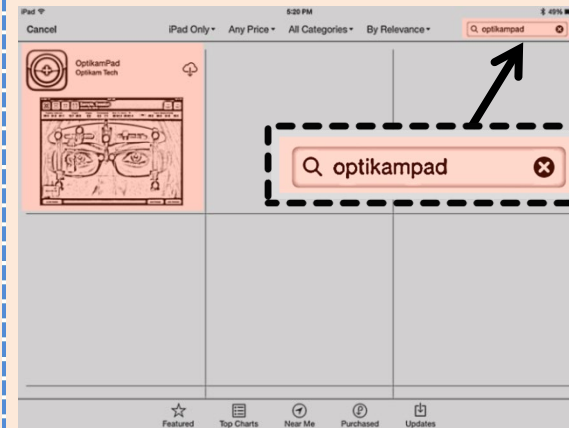 iPad 5:20 PM 49%
Cancel iPad Only All Categories Any Price By Relevance optikampad
OptikamPad
Optikam Tech
optikampad
Featured Top Charts Near Me Purchased Updates